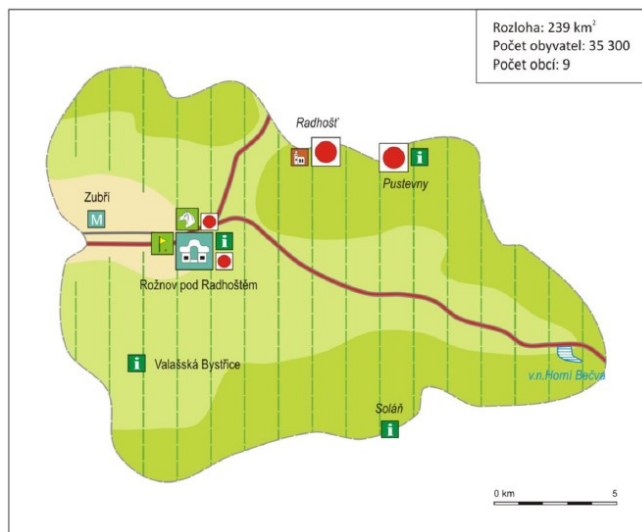 Rozloha: 239 km²
Počet obyvatel: 35 300
Počet obcí: 9
Radhošť
Pustevny
Zubří
M
Rožnov pod Radhoštěm
Valašská Bystřice
v.n.Horní Bečva
Soláň
0 km 5